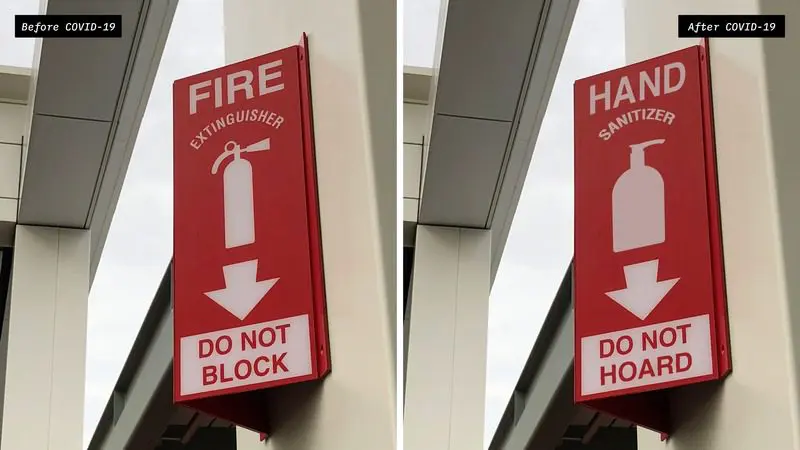 Before COVID-19
FIRE
EXTINGUISHER
DO NOT
BLOCK
After COVID-19
HAND
SANITIZER
DO NOT
HOARD